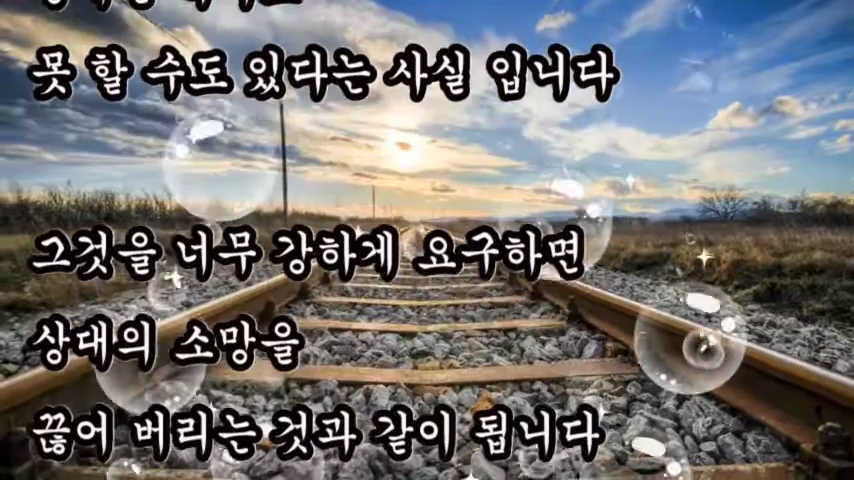 못 할 수도 있다는 사실 입니다
그것을 너무 강하게 요구하면
상대의 소망을
끊어 버리는 것과 같이 됩니다